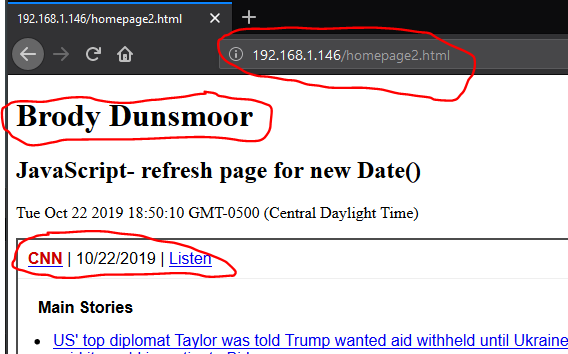 192.168.1.146/homepage2.html
192.168.1.146/homepage2.html
Brody Dunsmoor
JavaScript- refresh page for new Date()
Tue Oct 22 2019 18:50:10 GMT-0500 (Central Daylight Time)
CNN | 10/22/2019 | Listen
Main Stories
US' top diplomat Taylor was told Trump wanted aid withheld until Ukraine